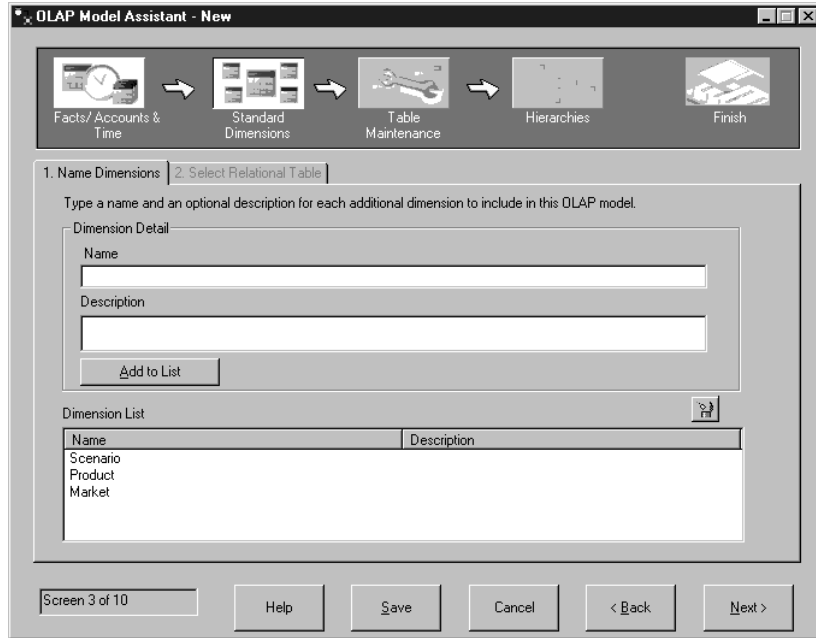 OLAP Model Assistant - New
Facts/Accounts & Time
Standard Dimensions
Table Maintenance
Hierarchies
Finish
1. Name Dimensions
2. Select Relational Table
Type a name and an optional description for each additional dimension to include in this OLAP model.
Dimension Detail
Name
Description
Add to List
Dimension List
Name Description
Scenario
Product
Market
Screen 3 of 10
Help
Save
Cancel
< Back
Next >